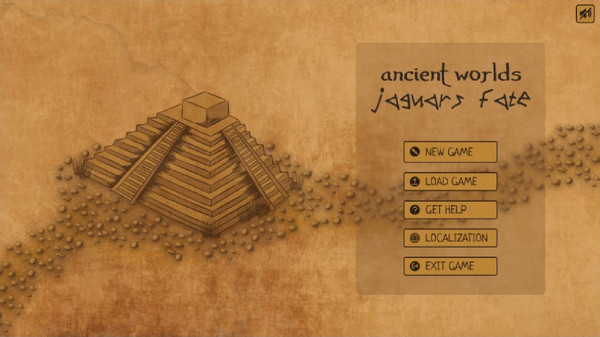 ancient worlds
jaguars fate
NEW GAME
LOAD GAME
GET HELP
LOCALIZATION
EXIT GAME